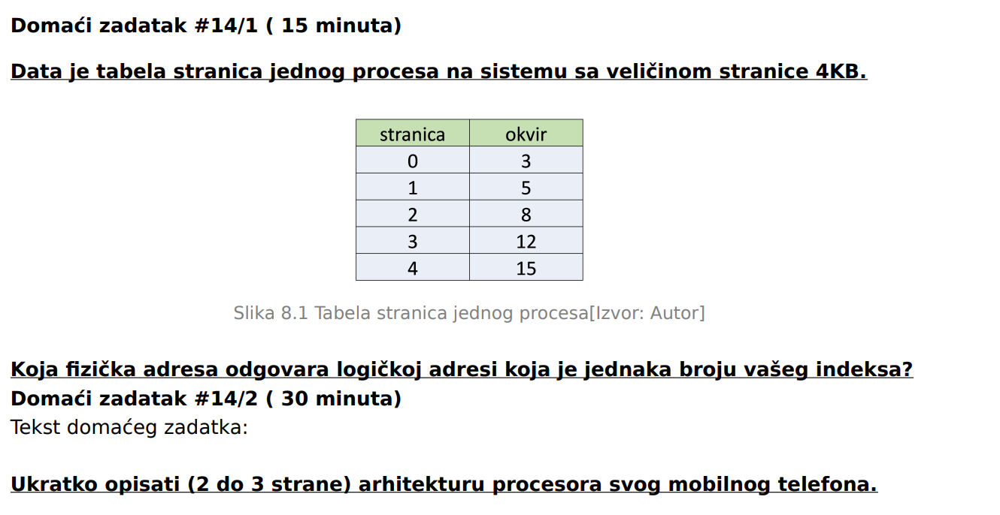 Domaći zadatak #14/1 ( 15 minuta)
Data je tabela stranica jednog procesa na sistemu sa veličinom stranice 4KB.
stranica okvir
0 3
1 5
2 8
3 12
4 15
Slika 8.1 Tabela stranica jednog procesa[Izvor: Autor]
Koja fizička adresa odgovara logičkoj adresi koja je jednaka broju vašeg indeksa?
Domaći zadatak #14/2 ( 30 minuta)
Tekst domaćeg zadatka:
Ukratko opisati (2 do 3 strane) arhitekturu procesora svog mobilnog telefona.